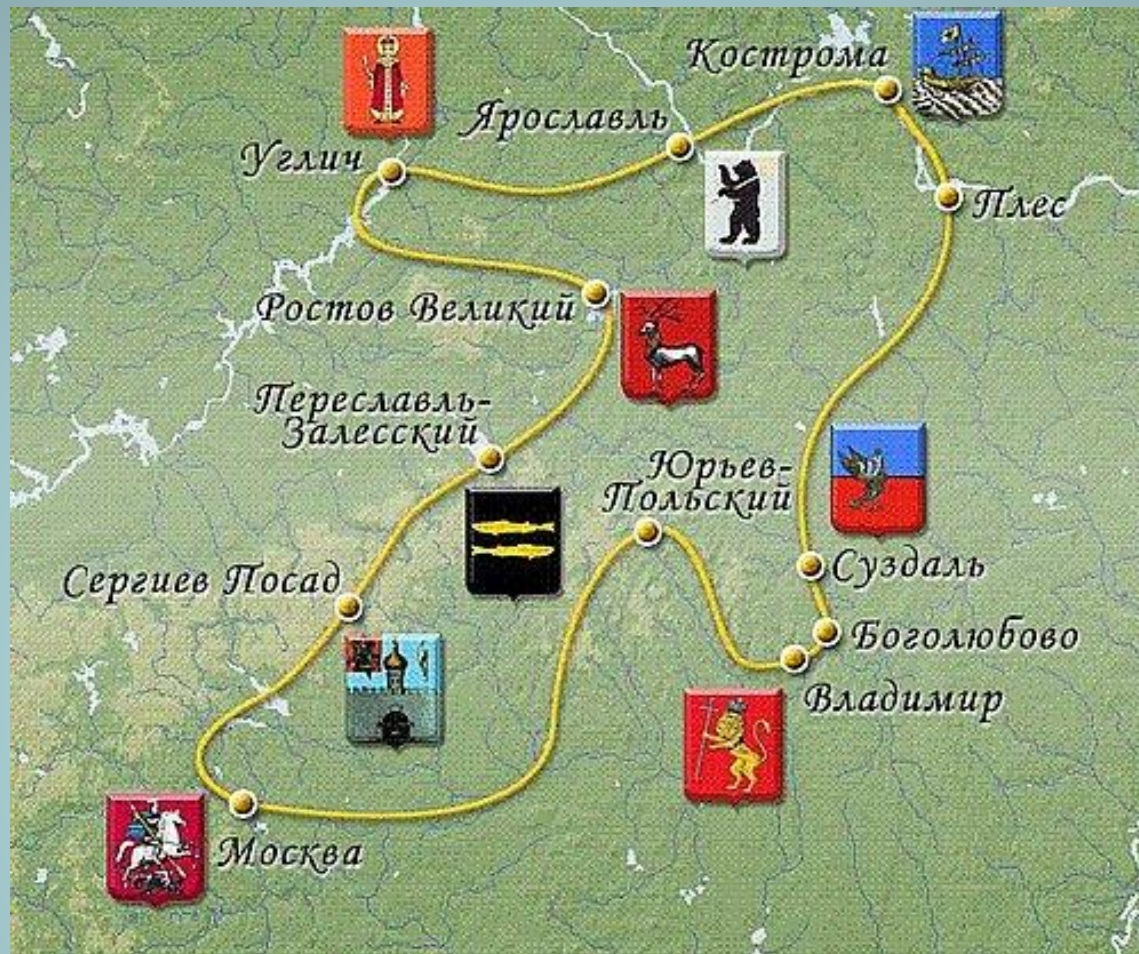 Кострома
Ярославль
Углич
Плес
Ростов Великий
Переславль-
Залесский
Юрьев-
Польский
Сергиев Посад
Суздаль
Боголюбово
Владимир
Москва